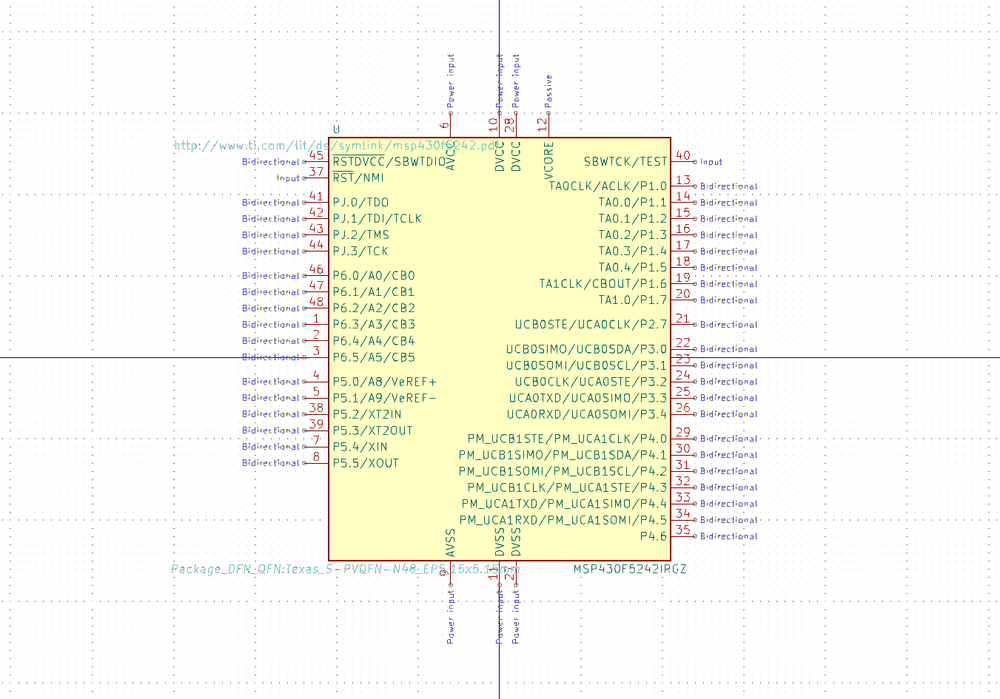 Power input
Power input
Power input
Passive
6
10
28
12
U
http://www.ti.com/lit/ds/symlink/msp430f5242.pdf
AVCC
DVCC
DVCC
VCORE
Bidirectional 45 RSTDVCC/SBWTDIO
Input 37 RST/NMI
Bidirectional 41 PJ.0/TDO
Bidirectional 42 PJ.1/TDI/TCLK
Bidirectional 43 PJ.2/TMS
Bidirectional 44 PJ.3/TCK
Bidirectional 46 P6.0/A0/CB0
Bidirectional 47 P6.1/A1/CB1
Bidirectional 48 P6.2/A2/CB2
Bidirectional 1 P6.3/A3/CB3
Bidirectional 2 P6.4/A4/CB4
Bidirectional 3 P6.5/A5/CB5
Bidirectional 4 P5.0/A8/VeREF+
Bidirectional 5 P5.1/A9/VeREF-
Bidirectional 38 P5.2/XT2IN
Bidirectional 39 P5.3/XT2OUT
Bidirectional 7 P5.4/XIN
Bidirectional 8 P5.5/XOUT
SBWTCK/TEST 40 Input
TA0CLK/ACLK/P1.0 13 Bidirectional
TA0.0/P1.1 14 Bidirectional
TA0.1/P1.2 15 Bidirectional
TA0.2/P1.3 16 Bidirectional
TA0.3/P1.4 17 Bidirectional
TA0.4/P1.5 18 Bidirectional
TA1CLK/CBOUT/P1.6 19 Bidirectional
TA1.0/P1.7 20 Bidirectional
UCB0STE/UCA0CLK/P2.7 21 Bidirectional
UCB0SIMO/UCB0SDA/P3.0 22 Bidirectional
UCB0SOMI/UCB0SCL/P3.1 23 Bidirectional
UCB0CLK/UCA0STE/P3.2 24 Bidirectional
UCA0TXD/UCA0SIMO/P3.3 25 Bidirectional
UCA0RXD/UCA0SOMI/P3.4 26 Bidirectional
PM_UCB1STE/PM_UCA1CLK/P4.0 29 Bidirectional
PM_UCB1SIMO/PM_UCB1SDA/P4.1 30 Bidirectional
PM_UCB1SOMI/PM_UCB1SCL/P4.2 31 Bidirectional
PM_UCB1CLK/PM_UCA1STE/P4.3 32 Bidirectional
PM_UCA1TXD/PM_UCA1SIMO/P4.4 33 Bidirectional
PM_UCA1RXD/PM_UCA1SOMI/P4.5 34 Bidirectional
P4.6 35 Bidirectional
AVSS
DVSS
DVSS
9
11
27
MSP430F5242IRGZ
Power input
Power input
Power input